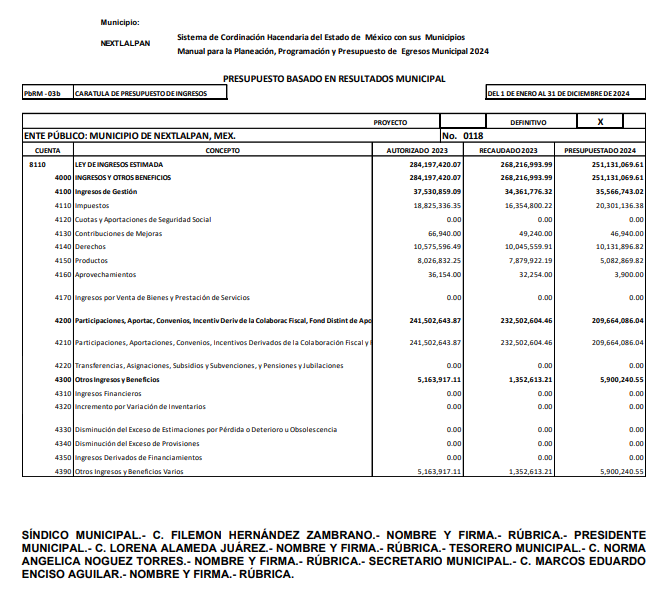 Municipio:
Sistema de Cordinación Hacendaria del Estado de México con sus Municipios
NEXTLALPAN
Manual para la Planeación, Programación y Presupuesto de Egresos Municipal 2024
PRESUPUESTO BASADO EN RESULTADOS MUNICIPAL
PbRM - 03b CARATULA DE PRESUPUESTO DE INGRESOS DEL 1 DE ENERO AL 31 DE DICIEMBRE DE 2024
PROYECTO DEFINITIVO X
ENTE PÚBLICO: MUNICIPIO DE NEXTLALPAN, MEX. No. 0118
CUENTA CONCEPTO AUTORIZADO 2023 RECAUDADO 2023 PRESUPUESTADO 2024
8110 LEY DE INGRESOS ESTIMADA 284,197,420.07 268,216,993.99 251,131,069.61
4000 INGRESOS Y OTROS BENEFICIOS 284,197,420.07 268,216,993.99 251,131,069.61
4100 Ingresos de Gestión 37,530,859.09 34,361,776.32 35,566,743.02
4110 Impuestos 18,825,336.35 16,354,800.22 20,301,136.38
4120 Cuotas y Aportaciones de Seguridad Social 0.00 0.00 0.00
4130 Contribuciones de Mejoras 66,940.00 49,240.00 46,940.00
4140 Derechos 10,575,596.49 10,045,559.91 10,131,896.82
4150 Productos 8,026,832.25 7,879,922.19 5,082,869.82
4160 Aprovechamientos 36,154.00 32,254.00 3,900.00
4170 Ingresos por Venta de Bienes y Prestación de Servicios 0.00 0.00 0.00
4200 Participaciones, Aportac, Convenios, Incentiv Deriv de la Colaborac Fiscal, Fond Distint de Apo 241,502,643.87 232,502,604.46 209,664,086.04
4210 Participaciones, Aportaciones, Convenios, Incentivos Derivados de la Colaboración Fiscal y 241,502,643.87 232,502,604.46 209,664,086.04
4220 Transferencias, Asignaciones, Subsidios y Subvenciones, y Pensiones y Jubilaciones 0.00 0.00 0.00
4300 Otros Ingresos y Beneficios 5,163,917.11 1,352,613.21 5,900,240.55
4310 Ingresos Financieros 0.00 0.00 0.00
4320 Incremento por Variación de Inventarios 0.00 0.00 0.00
4330 Disminución del Exceso de Estimaciones por Pérdida o Deterioro u Obsolescencia 0.00 0.00 0.00
4340 Disminución del Exceso de Provisiones 0.00 0.00 0.00
4350 Ingresos Derivados de Financiamientos 0.00 0.00 0.00
4390 Otros Ingresos y Beneficios Varios 5,163,917.11 1,352,613.21 5,900,240.55
SÍNDICO MUNICIPAL.- C. FILEMON HERNÁNDEZ ZAMBRANO.- NOMBRE Y FIRMA.- RÚBRICA.- PRESIDENTE
MUNICIPAL.- C. LORENA ALAMEDA JUÁREZ.- NOMBRE Y FIRMA.- RÚBRICA.- TESORERO MUNICIPAL.- C. NORMA
ANGELICA NOGUEZ TORRES.- NOMBRE Y FIRMA.- RÚBRICA.- SECRETARIO MUNICIPAL.- C. MARCOS EDUARDO
ENCISO AGUILAR.- NOMBRE Y FIRMA.- RÚBRICA.